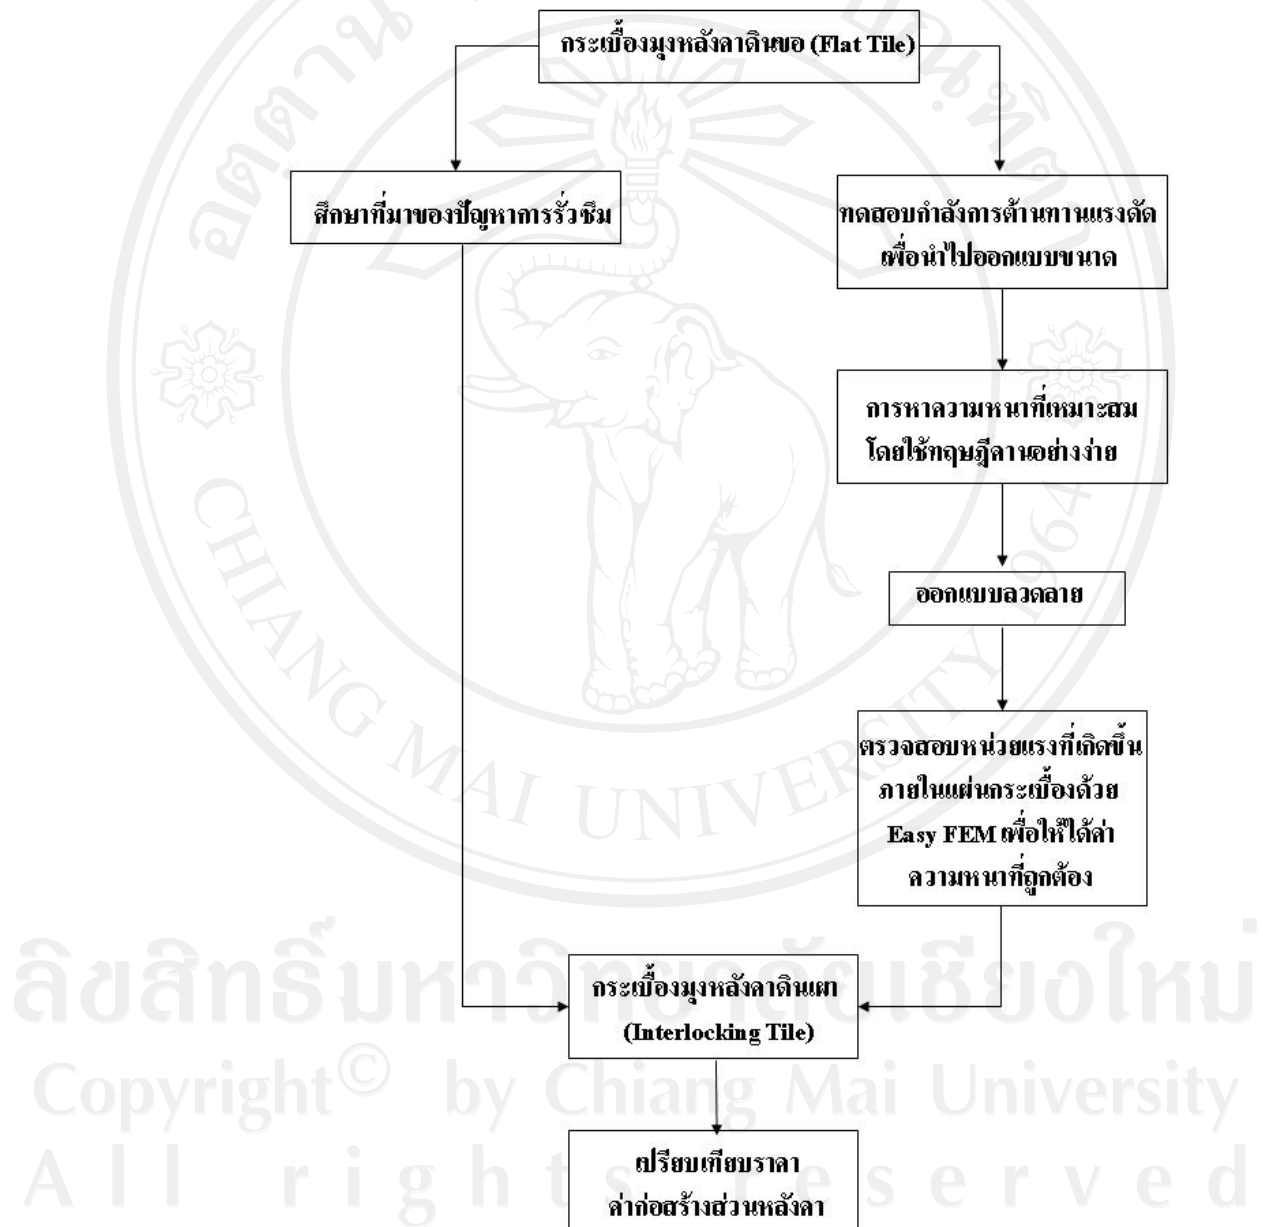 กระเบื้องมุงหลังคาดินขอ (Flat Tile)
ศึกษาที่มาของปัญหาการรั่วซึม
ทดสอบกำลังการต้านทานแรงดัด
เพื่อนำไปออกแบบขนาด
การหาความหนาที่เหมาะสม
โดยใช้ทฤษฎีคานอย่างง่าย
ออกแบบลวดลาย
ตรวจสอบหน่วยแรงที่เกิดขึ้น
ภายในแผ่นกระเบื้องด้วย
Easy FEM เพื่อให้ได้ค่า
ความหนาที่ถูกต้อง
กระเบื้องมุงหลังคาดินเผา
(Interlocking Tile)
เปรียบเทียบราคา
ค่าก่อสร้างส่วนหลังคา
CHIANG MAI UNIVERSITY 1964
ลิขสิทธิ์มหาวิทยาลัยเชียงใหม่
Copyright© by Chiang Mai University
All rights reserved